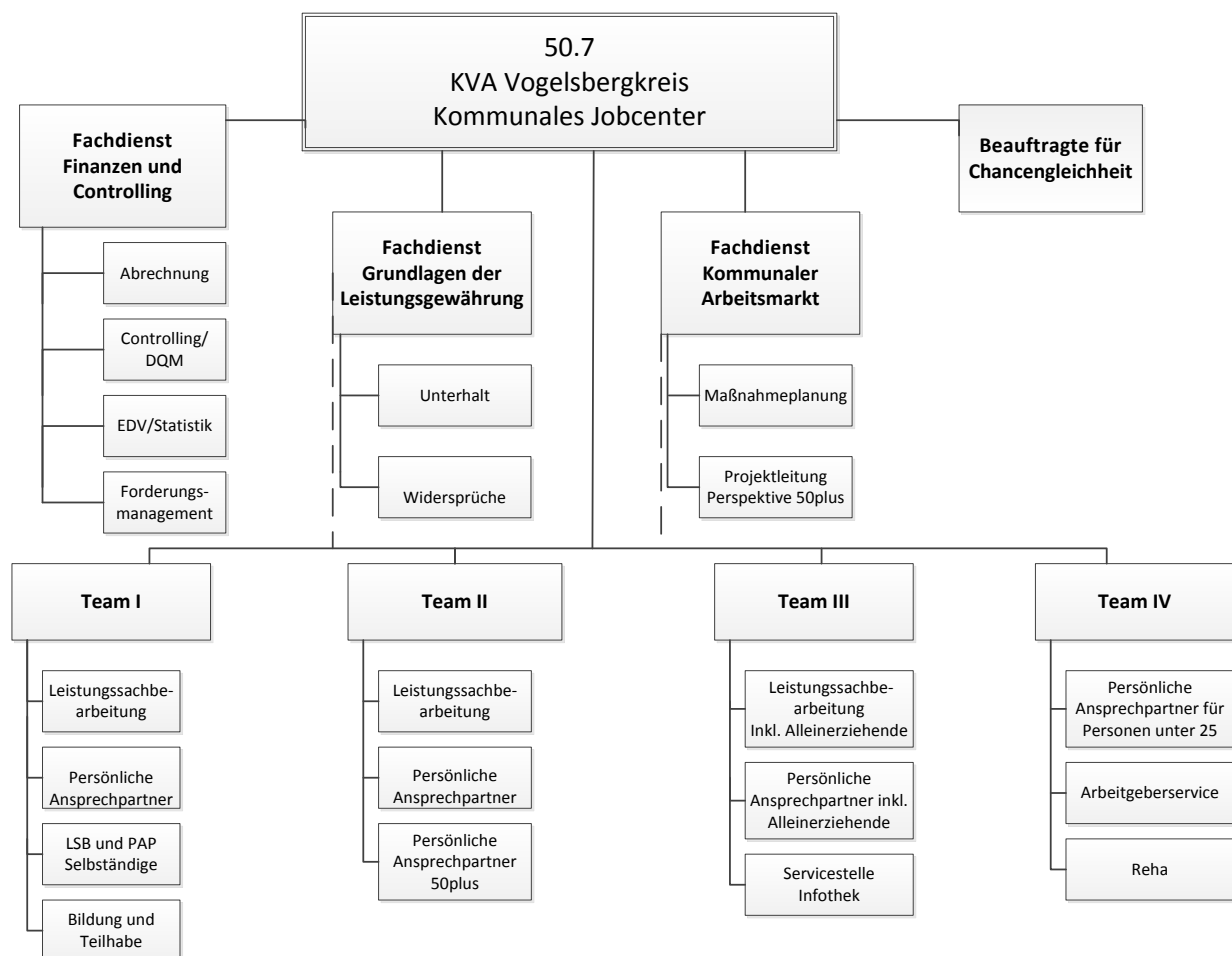 50.7
KVA Vogelsbergkreis
Kommunales Jobcenter
Fachdienst
Finanzen und
Controlling
Abrechnung
Controlling/
DQM
EDV/Statistik
Forderungs-
management
Fachdienst
Grundlagen der
Leistungsgewährung
Unterhalt
Widersprüche
Fachdienst
Kommunaler
Arbeitsmarkt
Maßnahmeplanung
Projektleitung
Perspektive 50plus
Beauftragte für
Chancengleichheit
Team I
Leistungssachbe-
arbeitung
Persönliche
Ansprechpartner
LSB und PAP
Selbständige
Bildung und
Teilhabe
Team II
Leistungssachbe-
arbeitung
Persönliche
Ansprechpartner
Persönliche
Ansprechpartner
50plus
Team III
Leistungssachbe-
arbeitung
Inkl. Alleinerziehende
Persönliche
Ansprechpartner inkl.
Alleinerziehende
Servicestelle
Infothek
Team IV
Persönliche
Ansprechpartner für
Personen unter 25
Arbeitgeberservice
Reha